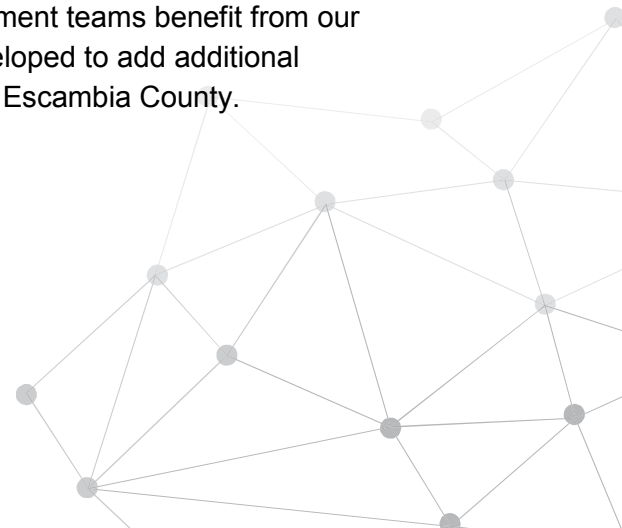 ment teams benefit from our
eloped to add additional
Escambia County.